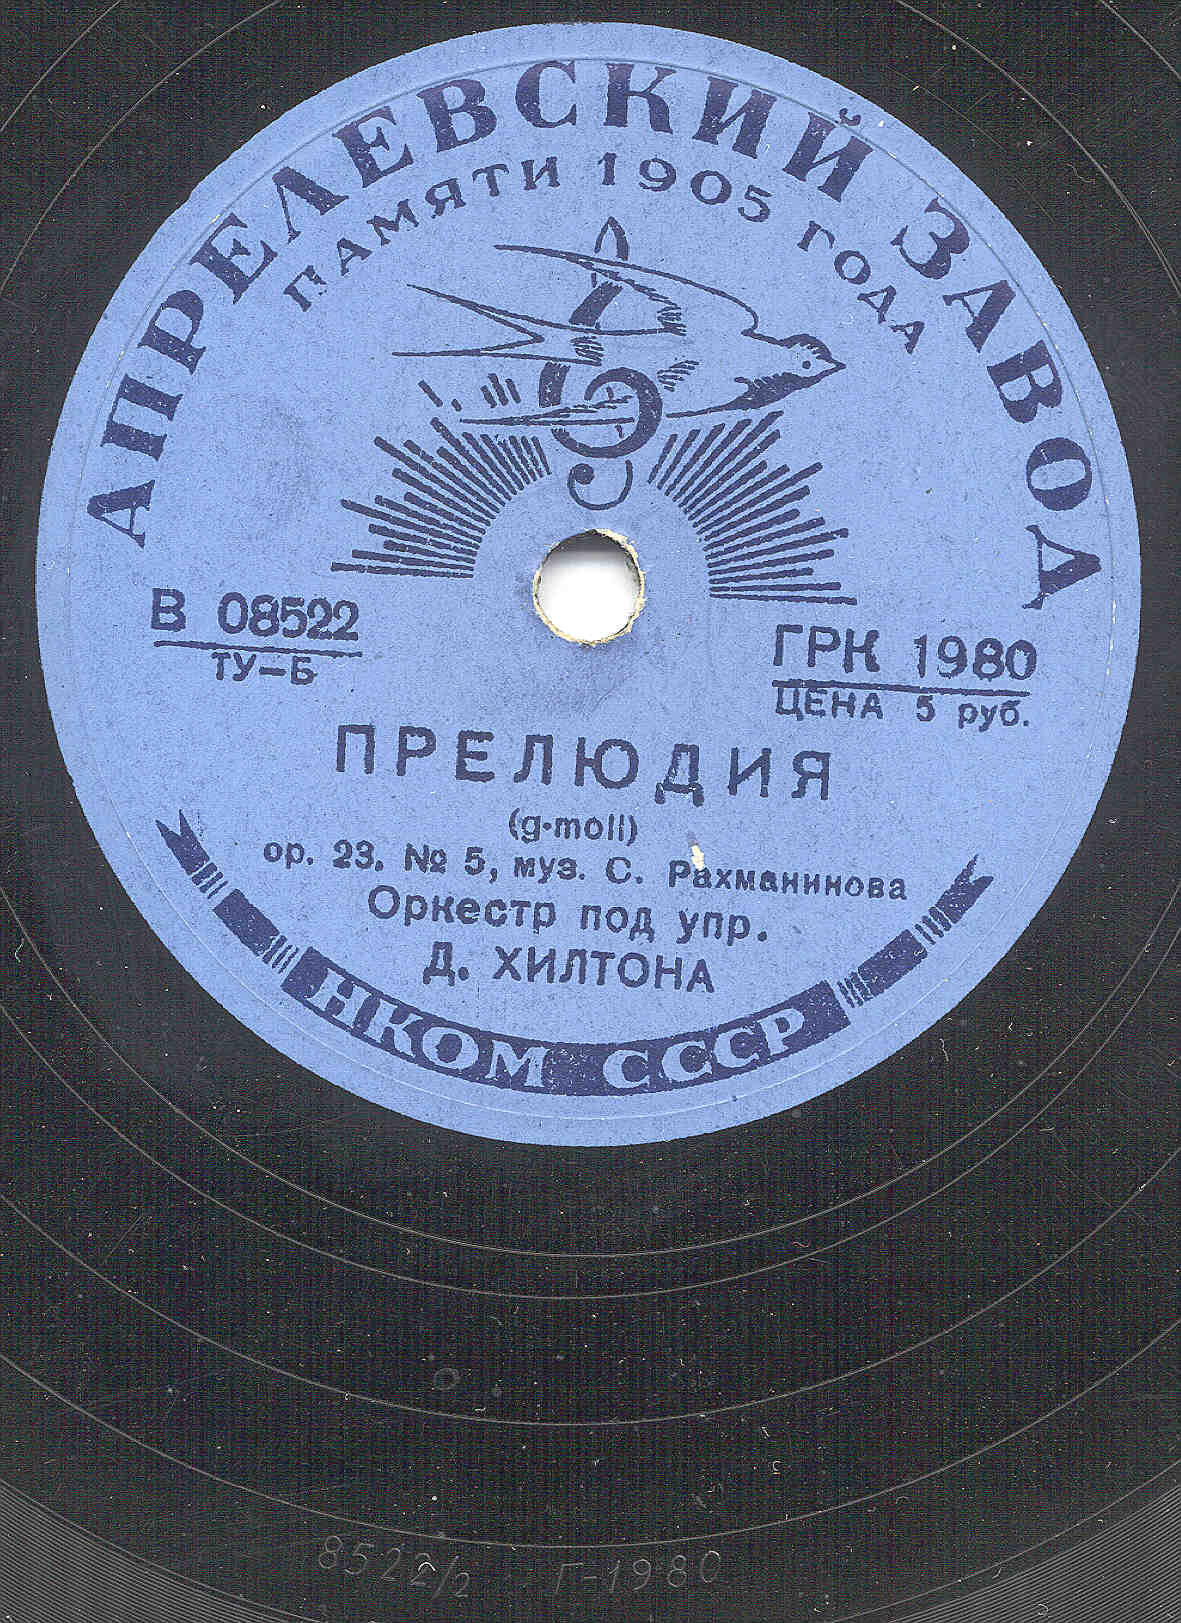 АПРЕЛЕВСКИЙ ЗАВОД
ПАМЯТИ 1905 ГОДА
В 08522
ТУ–Б
ГРК 1980
ЦЕНА 5 руб.
ПРЕЛЮДИЯ
(g-moll)
ор. 23. № 5, муз. С. Рахманинова
Оркестр под упр.
Д. ХИЛТОНА
НКОМ СССР
8522/2 Г-1980